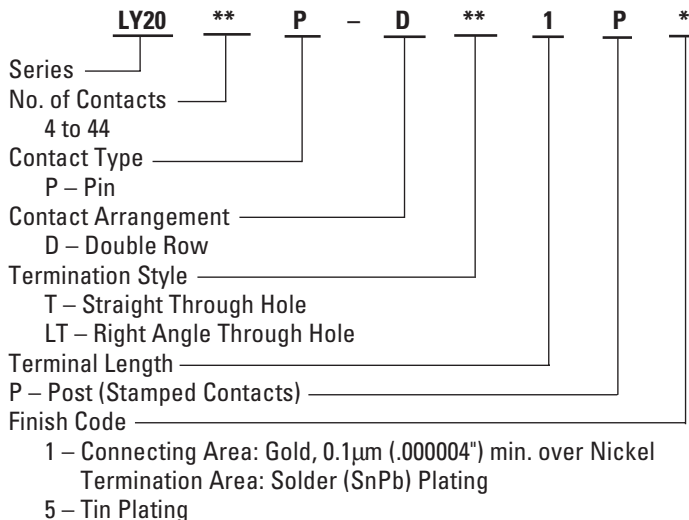 LY20 ** P – D ** 1 P *
Series
No. of Contacts
4 to 44
Contact Type
P – Pin
Contact Arrangement
D – Double Row
Termination Style
T – Straight Through Hole
LT – Right Angle Through Hole
Terminal Length
P – Post (Stamped Contacts)
Finish Code
1 – Connecting Area: Gold, 0.1µm (.000004") min. over Nickel
Termination Area: Solder (SnPb) Plating
5 – Tin Plating